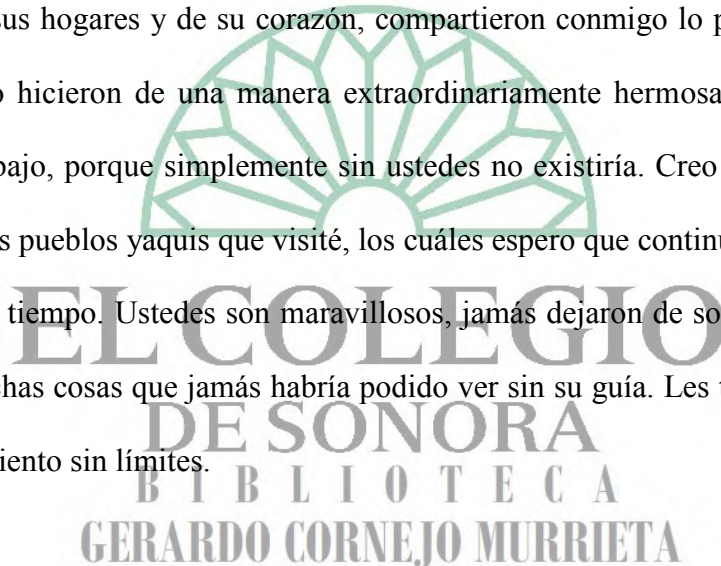 sus hogares y de su corazón, compartieron conmigo lo p
o hicieron de una manera extraordinariamente hermosa
bajo, porque simplemente sin ustedes no existiría. Creo
s pueblos yaquis que visité, los cuáles espero que continu
tiempo. Ustedes son maravillosos, jamás dejaron de so
chas cosas que jamás habría podido ver sin su guía. Les t
iento sin límites.
EL COLEGIO
DE SONORA
BIBLIOTECA
GERARDO CORNEJO MURRIETA